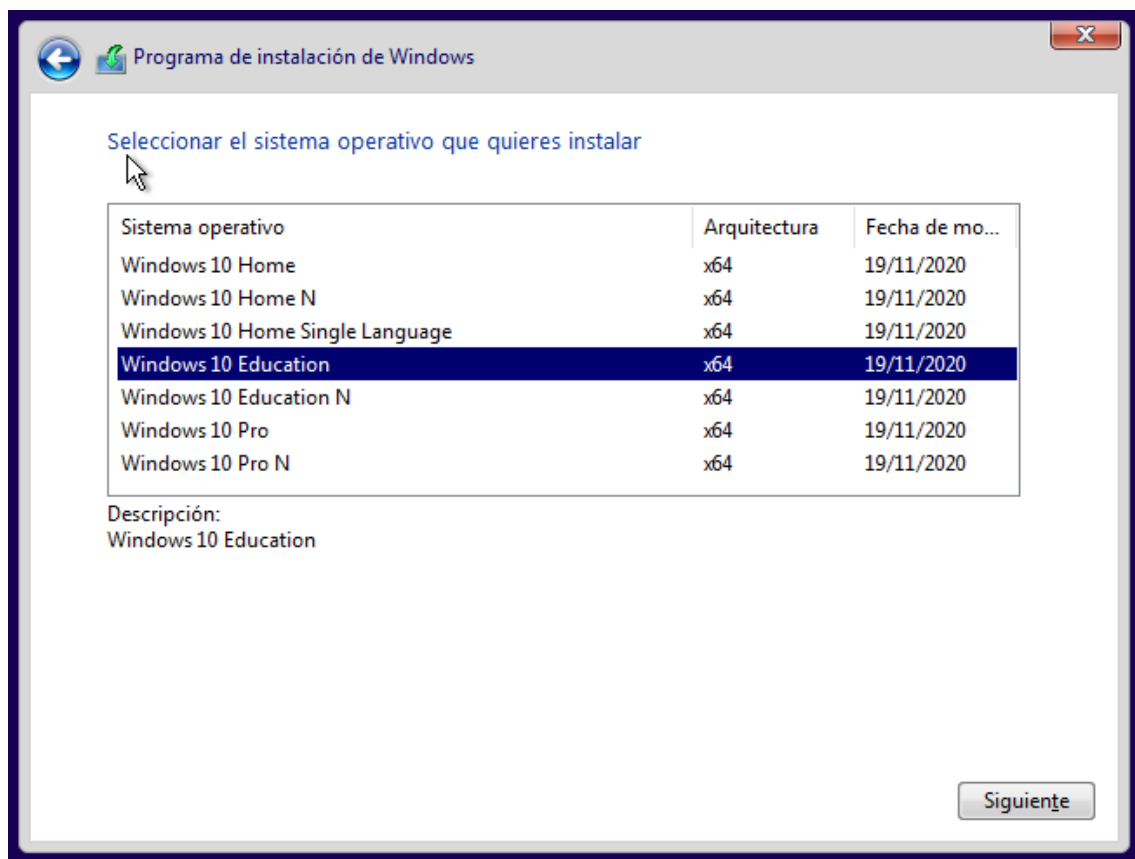 Programa de instalación de Windows
Seleccionar el sistema operativo que quieres instalar
Sistema operativo Arquitectura Fecha de mo...
Windows 10 Home x64 19/11/2020
Windows 10 Home N x64 19/11/2020
Windows 10 Home Single Language x64 19/11/2020
Windows 10 Education x64 19/11/2020
Windows 10 Education N x64 19/11/2020
Windows 10 Pro x64 19/11/2020
Windows 10 Pro N x64 19/11/2020
Descripción:
Windows 10 Education
Siguiente